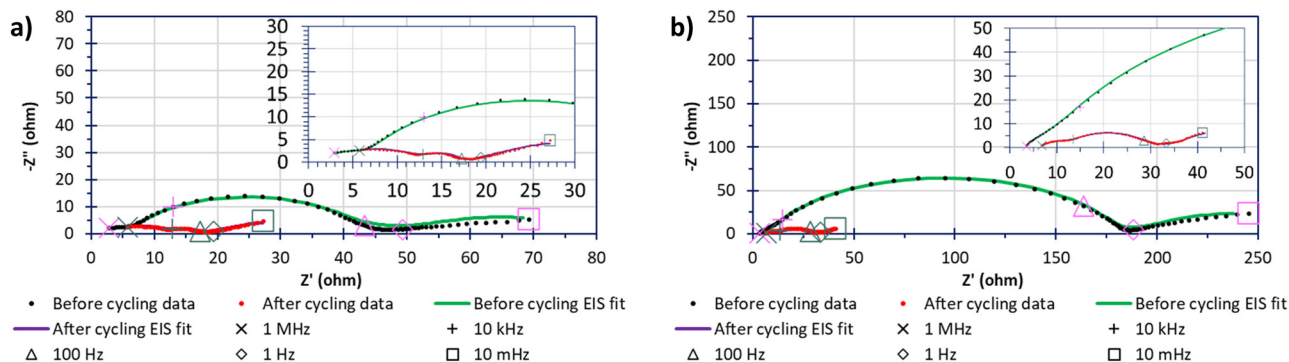 a)
80
70
60
50
40
30
20
10
0
-Z" (ohm)
30
25
20
15
10
5
0
0 5 10 15 20 25 30
0 10 20 30 40 50 60 70 80
Z' (ohm)
• Before cycling data • After cycling data Before cycling EIS fit
After cycling EIS fit × 1 MHz + 10 kHz
△ 100 Hz ◇ 1 Hz □ 10 mHz
b)
250
200
150
100
50
0
-Z" (ohm)
50
40
30
20
10
0
0 10 20 30 40 50
0 50 100 150 200 250
Z' (ohm)
• Before cycling data • After cycling data Before cycling EIS fit
After cycling EIS fit × 1 MHz + 10 kHz
△ 100 Hz ◇ 1 Hz □ 10 mHz